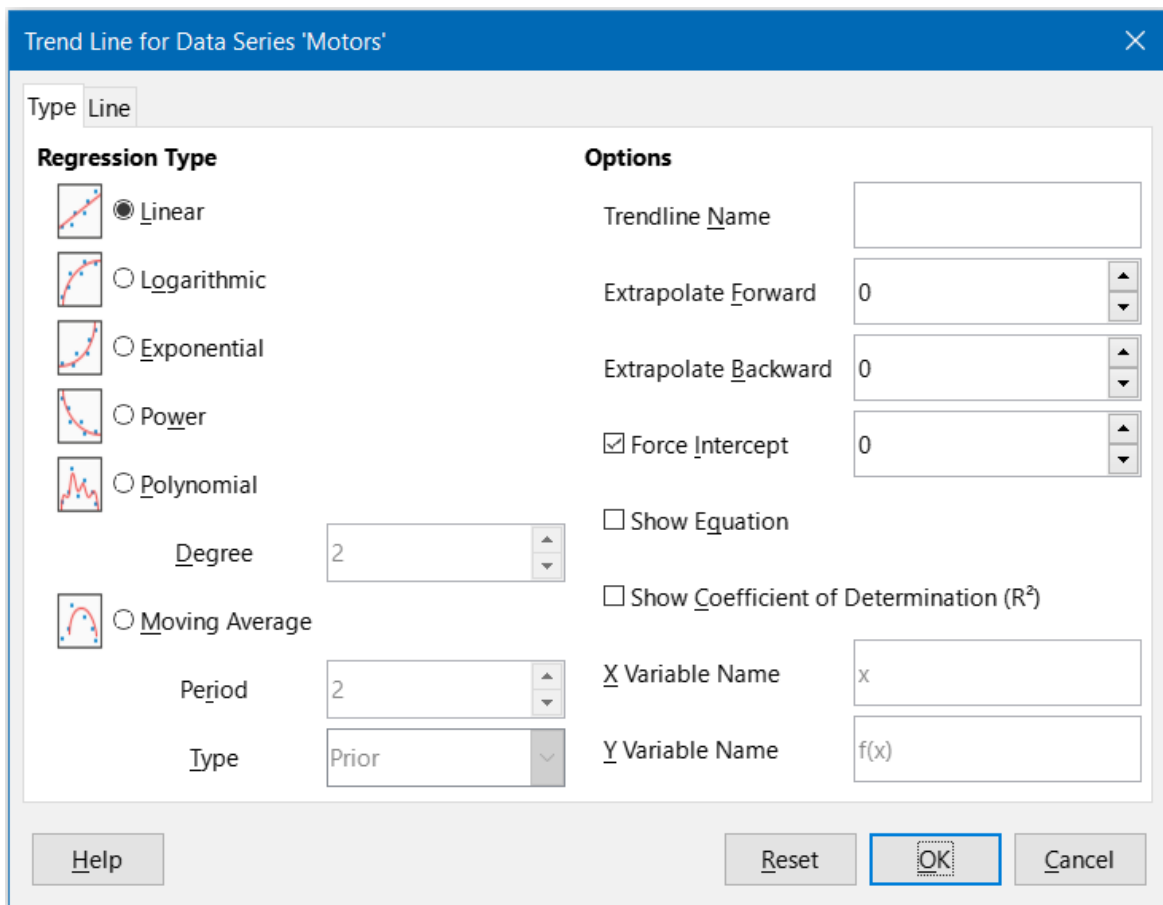 Trend Line for Data Series 'Motors'
Type Line
Regression Type
Linear
Logarithmic
Exponential
Power
Polynomial
Degree 2
Moving Average
Period 2
Type Prior
Options
Trendline Name
Extrapolate Forward 0
Extrapolate Backward 0
Force Intercept 0
Show Equation
Show Coefficient of Determination (R²)
X Variable Name x
Y Variable Name f(x)
Help Reset OK Cancel